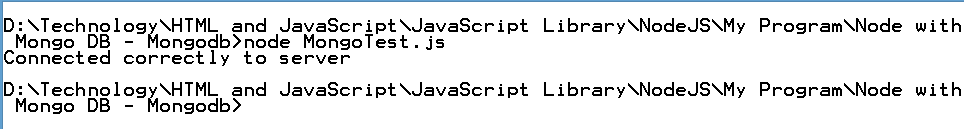 D:\Technology\HTML and JavaScript\JavaScript Library\NodeJS\My Program\Node with
Mongo DB - Mongodb>node MongoTest.js
Connected correctly to server
D:\Technology\HTML and JavaScript\JavaScript Library\NodeJS\My Program\Node with
Mongo DB - Mongodb>